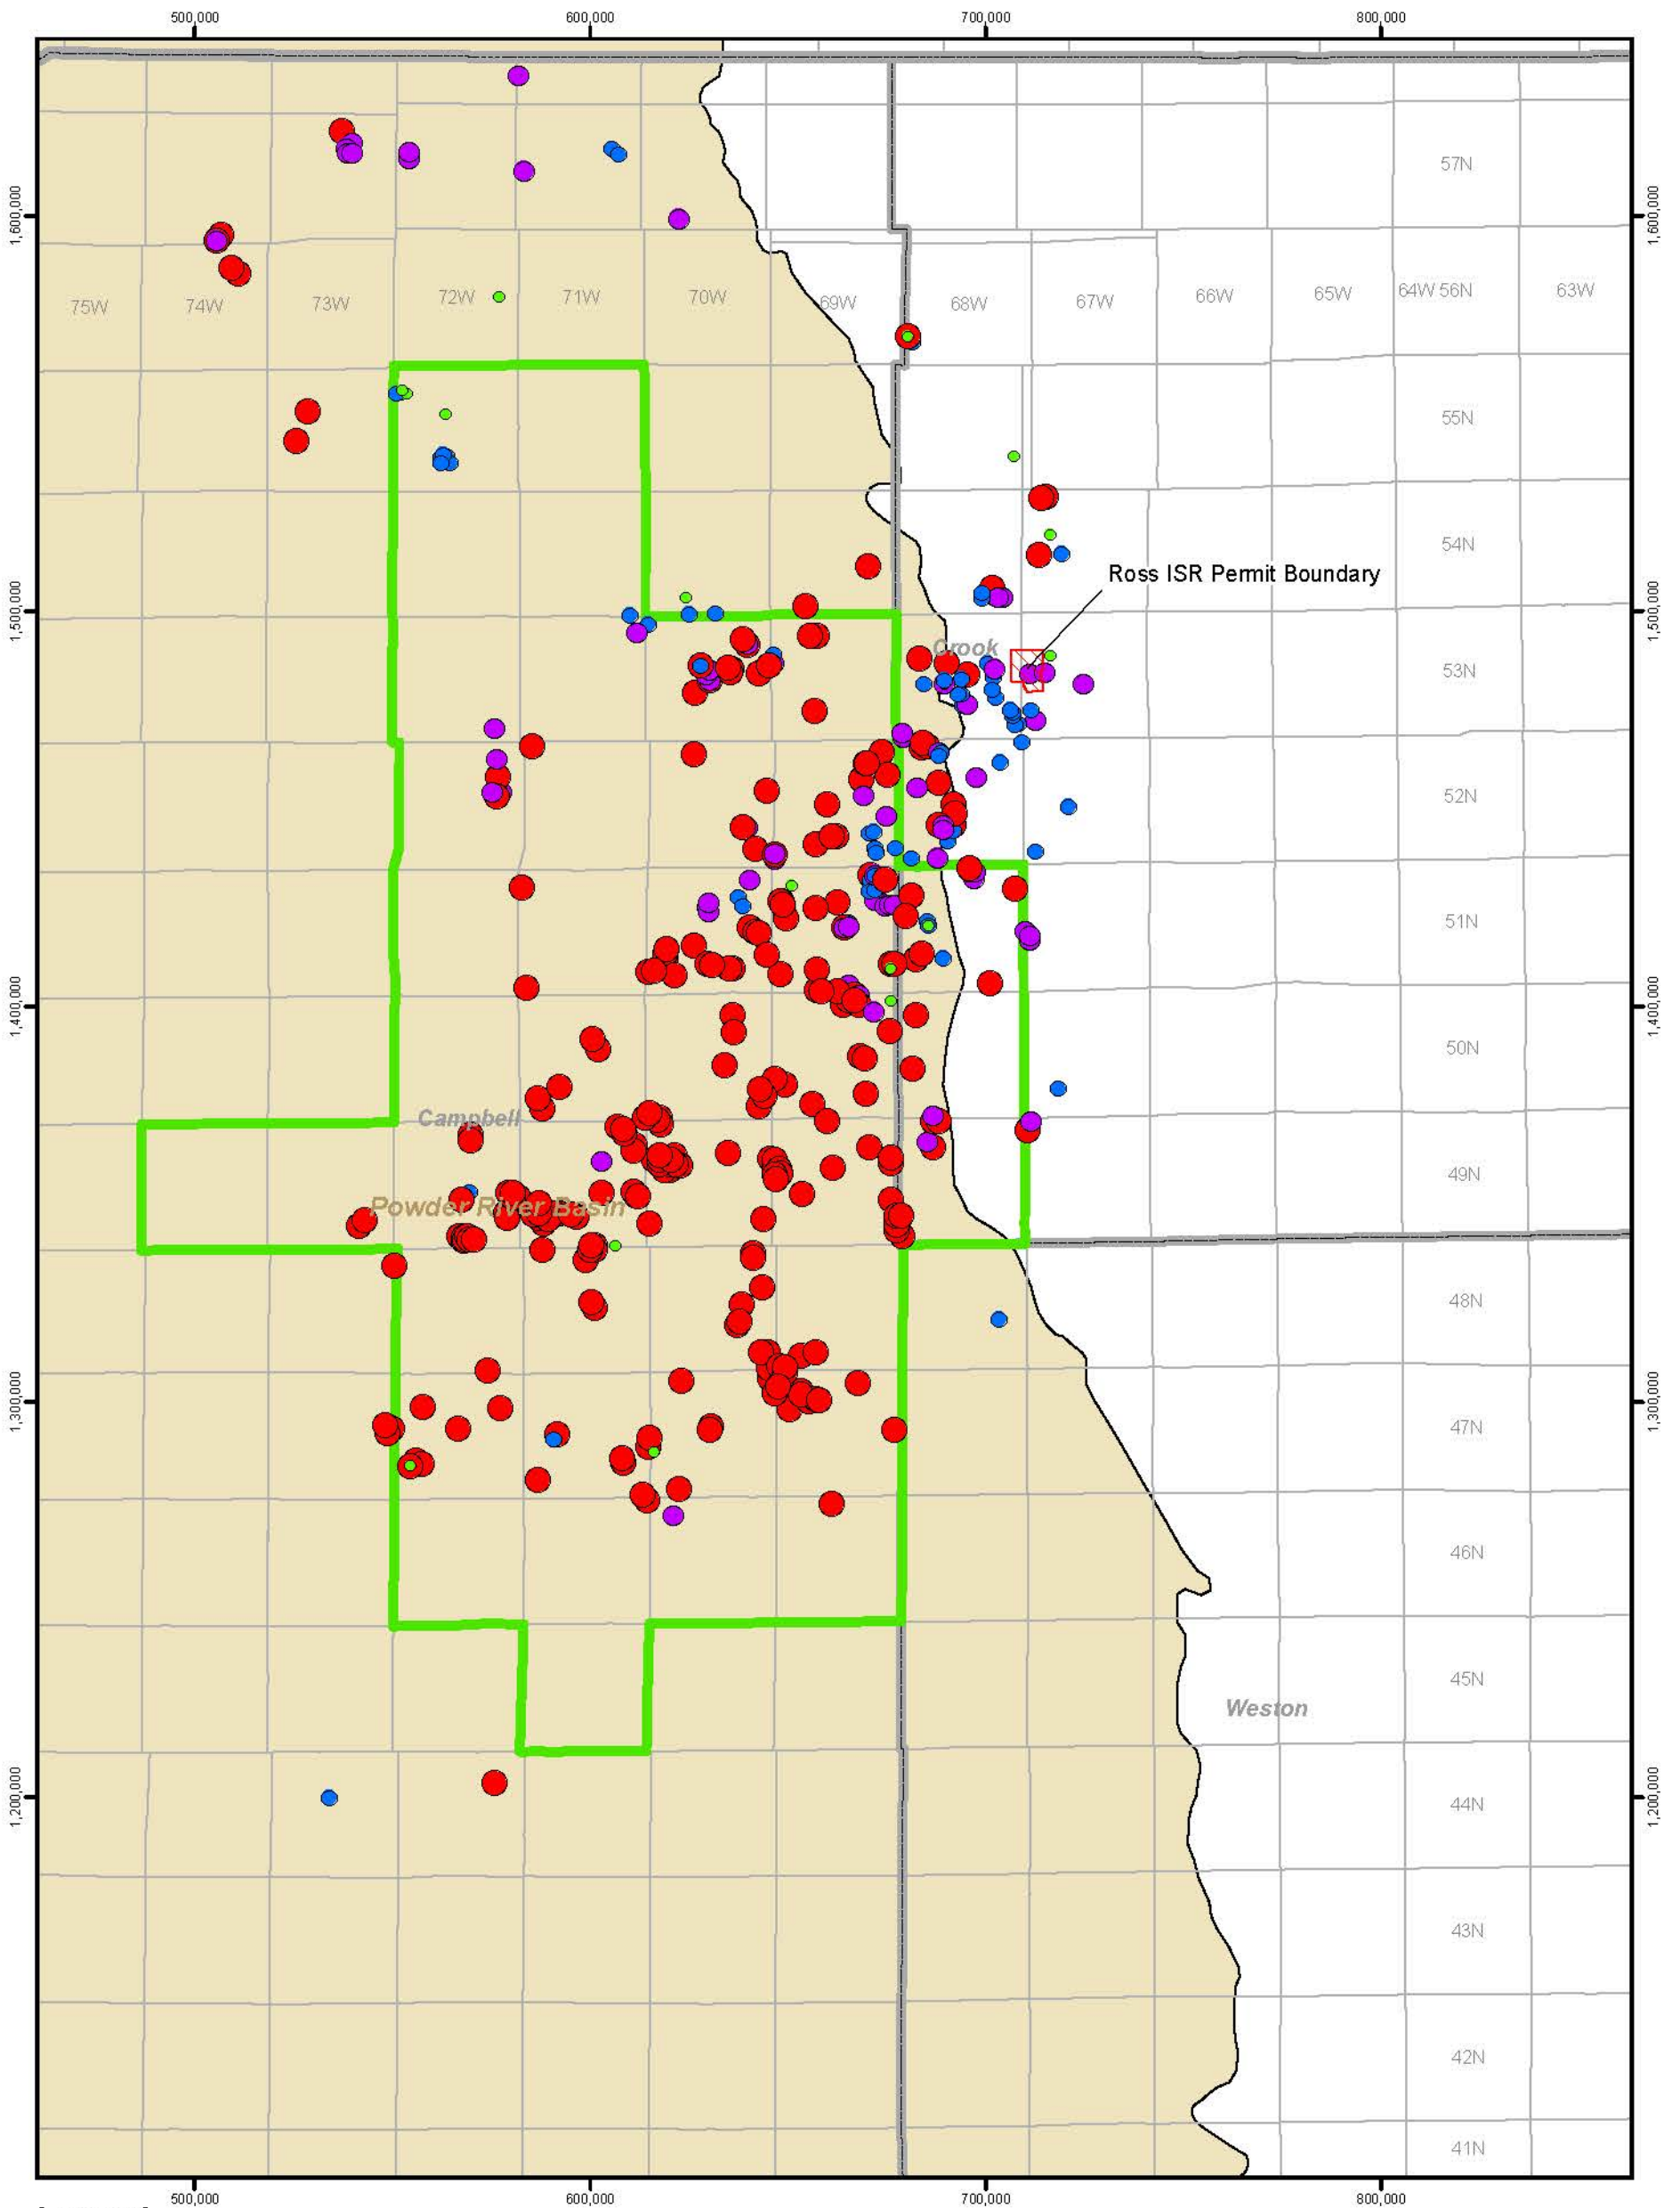 500,000 600,000 700,000 800,000
57N
1,600,000 1,600,000
75W 74W 73W 72W 71W 70W 69W 68W 67W 66W 65W 64W 56N 63W
55N
54N
Ross ISR Permit Boundary
1,500,000 1,500,000
Crook
53N
52N
51N
1,400,000 1,400,000
50N
Campbell
49N
Powder River Basin
48N
1,300,000 1,300,000
47N
46N
45N
Weston
1,200,000 1,200,000
44N
43N
42N
41N
500,000 600,000 700,000 800,000